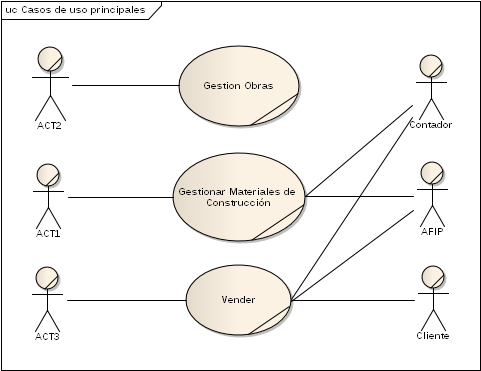 uc Casos de uso principales
Gestion Obras
ACT2
Contador
Gestionar Materiales de
Construcción
ACT1
AFIP
Vender
ACT3
Cliente